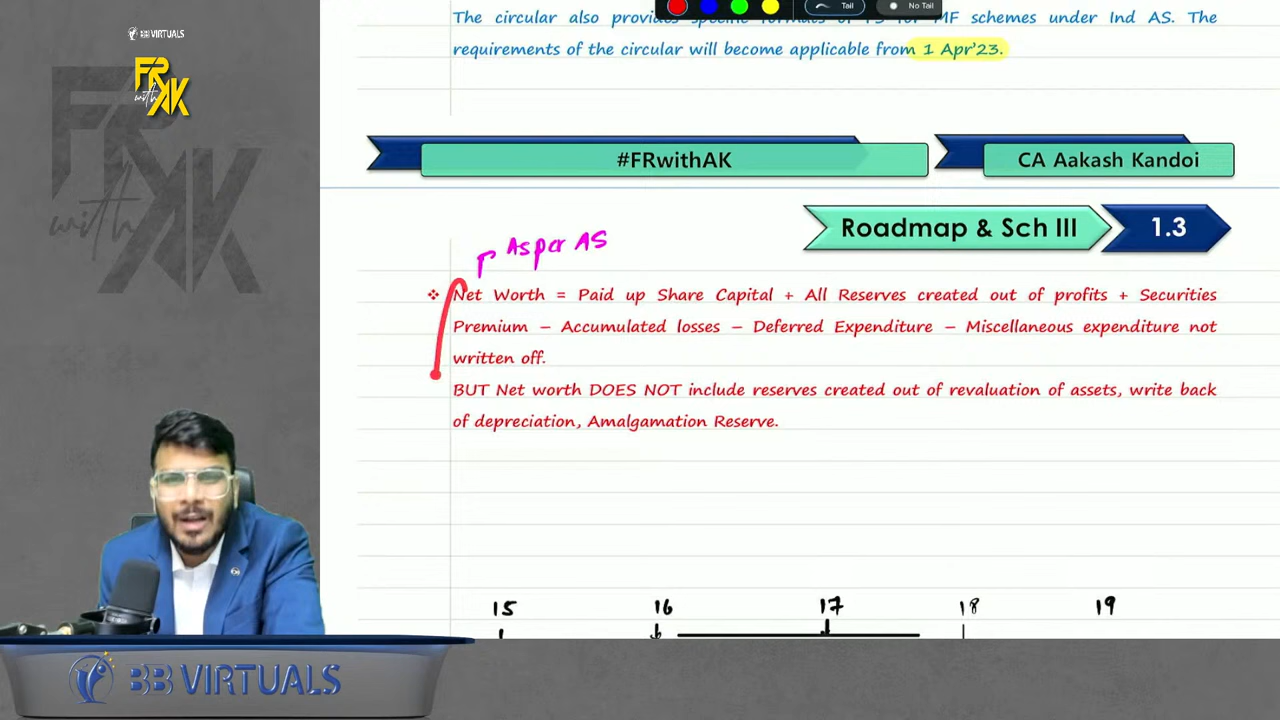 Tail
No Tail
BB VIRTUALS
FR
with
AK
The circular also provides specific formats of FS for MF schemes under Ind AS. The
requirements of the circular will become applicable from 1 Apr'23.
#FRwithAK
CA Aakash Kandoi
Roadmap & Sch III
1.3
As per AS
❖ Net Worth = Paid up Share Capital + All Reserves created out of profits + Securities
Premium – Accumulated losses – Deferred Expenditure – Miscellaneous expenditure not
written off.
BUT Net worth DOES NOT include reserves created out of revaluation of assets, write back
of depreciation, Amalgamation Reserve.
15 16 17 18 19
BB VIRTUALS